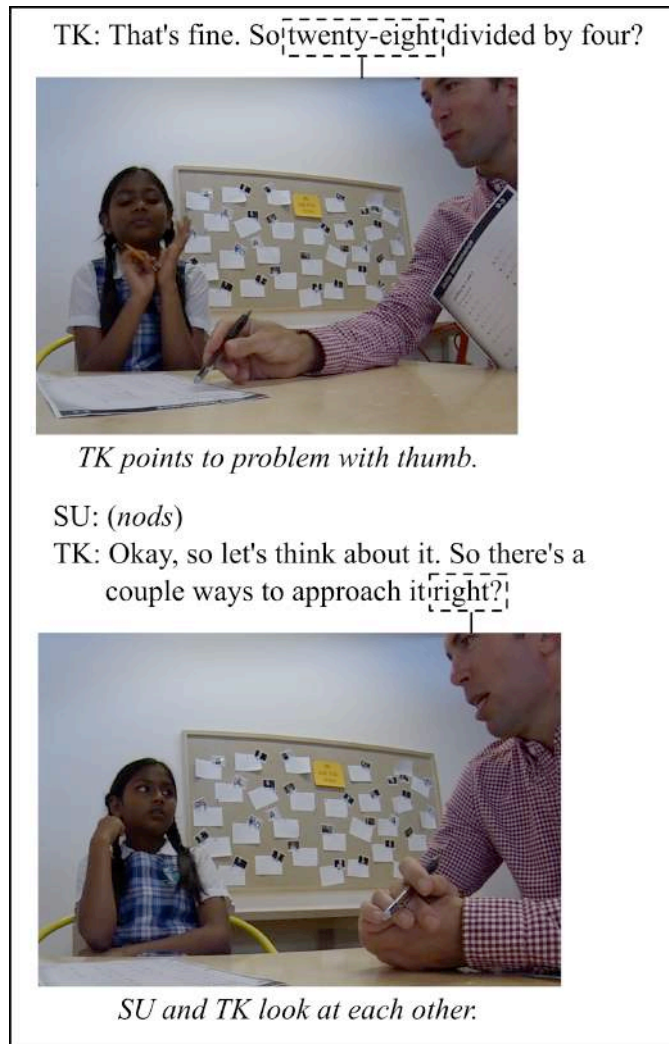 TK: That's fine. So twenty-eight divided by four?
TK points to problem with thumb.
SU: (nods)
TK: Okay, so let's think about it. So there's a
couple ways to approach it right?
SU and TK look at each other.